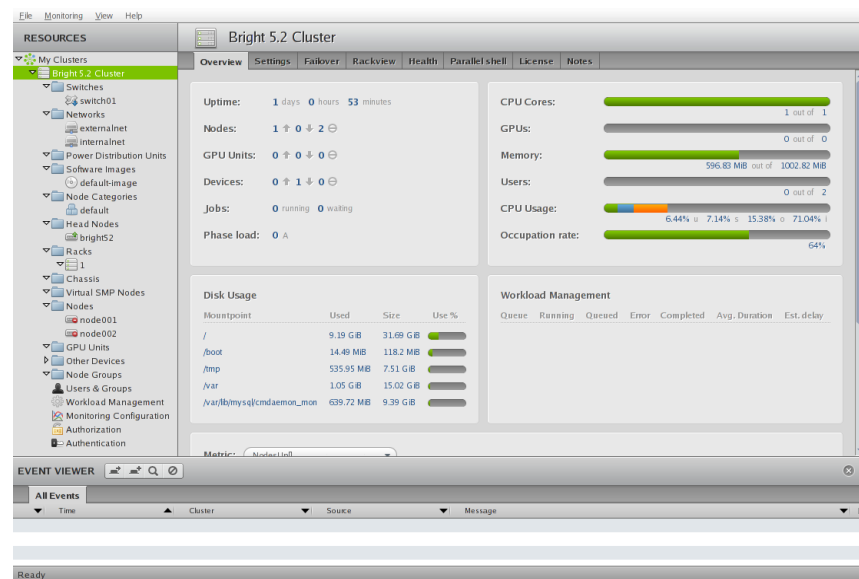 File Monitoring View Help
RESOURCES
My Clusters
Bright 5.2 Cluster
Switches
switch01
Networks
externalnet
internalnet
Power Distribution Units
Software Images
default-image
Node Categories
default
Head Nodes
bright52
Racks
1
Chassis
Virtual SMP Nodes
Nodes
node001
node002
GPU Units
Other Devices
Node Groups
Users & Groups
Workload Management
Monitoring Configuration
Authorization
Authentication
Bright 5.2 Cluster
Overview Settings Failover Rackview Health Parallel shell License Notes
Uptime: 1 days 0 hours 53 minutes
Nodes: 1 ↑ 0 ↓ 2 ⊖
GPU Units: 0 ↑ 0 ↓ 0 ⊖
Devices: 0 ↑ 1 ↓ 0 ⊖
Jobs: 0 running 0 waiting
Phase load: 0 A
CPU Cores:
1 out of 1
GPUs:
0 out of 0
Memory:
596.83 MiB out of 1002.82 MiB
Users:
0 out of 2
CPU Usage:
6.44% u 7.14% s 15.38% o 71.04% i
Occupation rate:
64%
Disk Usage
Mountpoint Used Size Use %
/ 9.19 GiB 31.69 GiB
/boot 14.49 MiB 118.2 MiB
/tmp 535.95 MiB 7.51 GiB
/var 1.05 GiB 15.02 GiB
/var/lib/mysql/cmdaemon_mon 639.72 MiB 9.39 GiB
Workload Management
Queue Running Queued Error Completed Avg. Duration Est. delay
Metric: NodesUp[]
EVENT VIEWER
All Events
Time Cluster Source Message
Ready